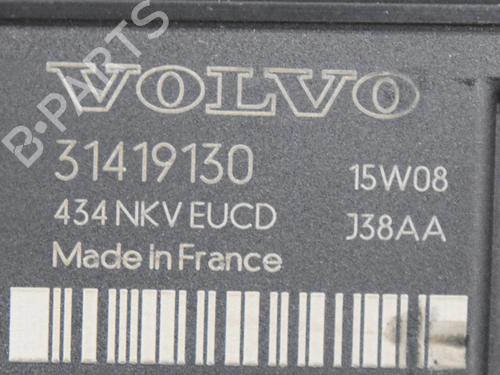 B-PARTS
VOLVO
31419130 15W08
434 NKV EUCD J38AA
Made in France